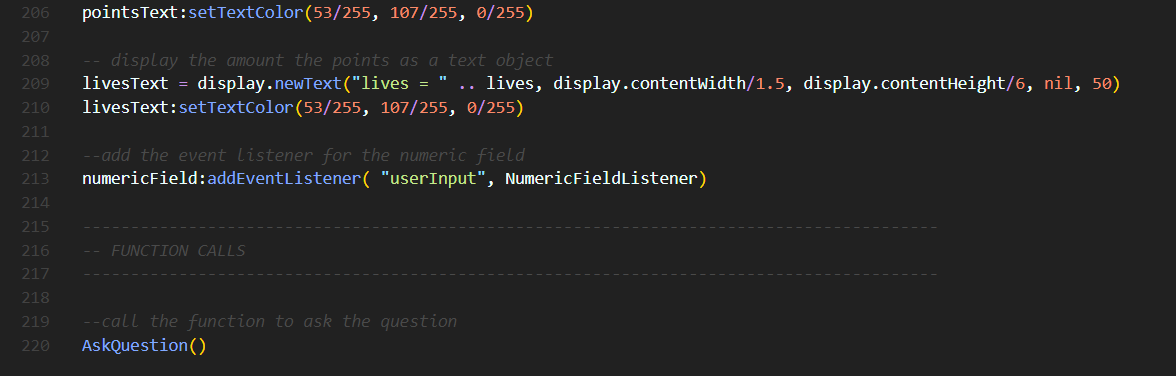 206 pointsText:setTextColor(53/255, 107/255, 0/255)
207
208 -- display the amount the points as a text object
209 livesText = display.newText("lives = " .. lives, display.contentWidth/1.5, display.contentHeight/6, nil, 50)
210 livesText:setTextColor(53/255, 107/255, 0/255)
211
212 --add the event listener for the numeric field
213 numericField:addEventListener( "userInput", NumericFieldListener)
214
215 -----------------------------------------------------------------------------------------
216 -- FUNCTION CALLS
217 -----------------------------------------------------------------------------------------
218
219 --call the function to ask the question
220 AskQuestion()